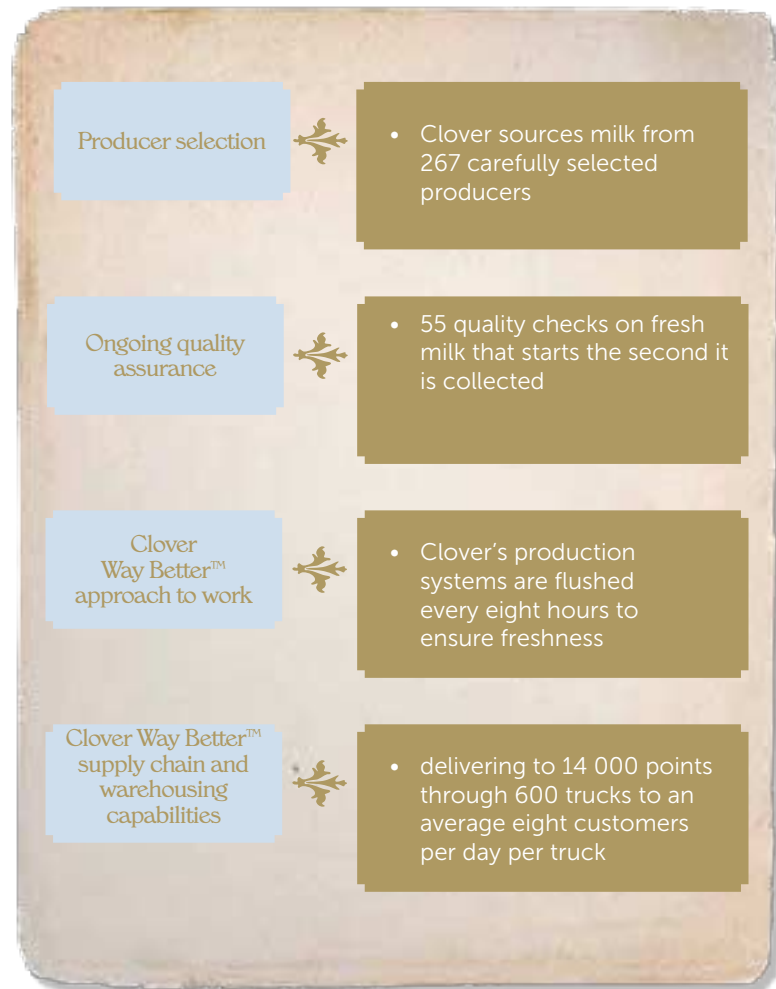 Producer selection
• Clover sources milk from
267 carefully selected
producers
Ongoing quality
assurance
• 55 quality checks on fresh
milk that starts the second it
is collected
Clover
Way Better™
approach to work
• Clover’s production
systems are flushed
every eight hours to
ensure freshness
Clover Way Better™
supply chain and
warehousing
capabilities
• delivering to 14 000 points
through 600 trucks to an
average eight customers
per day per truck